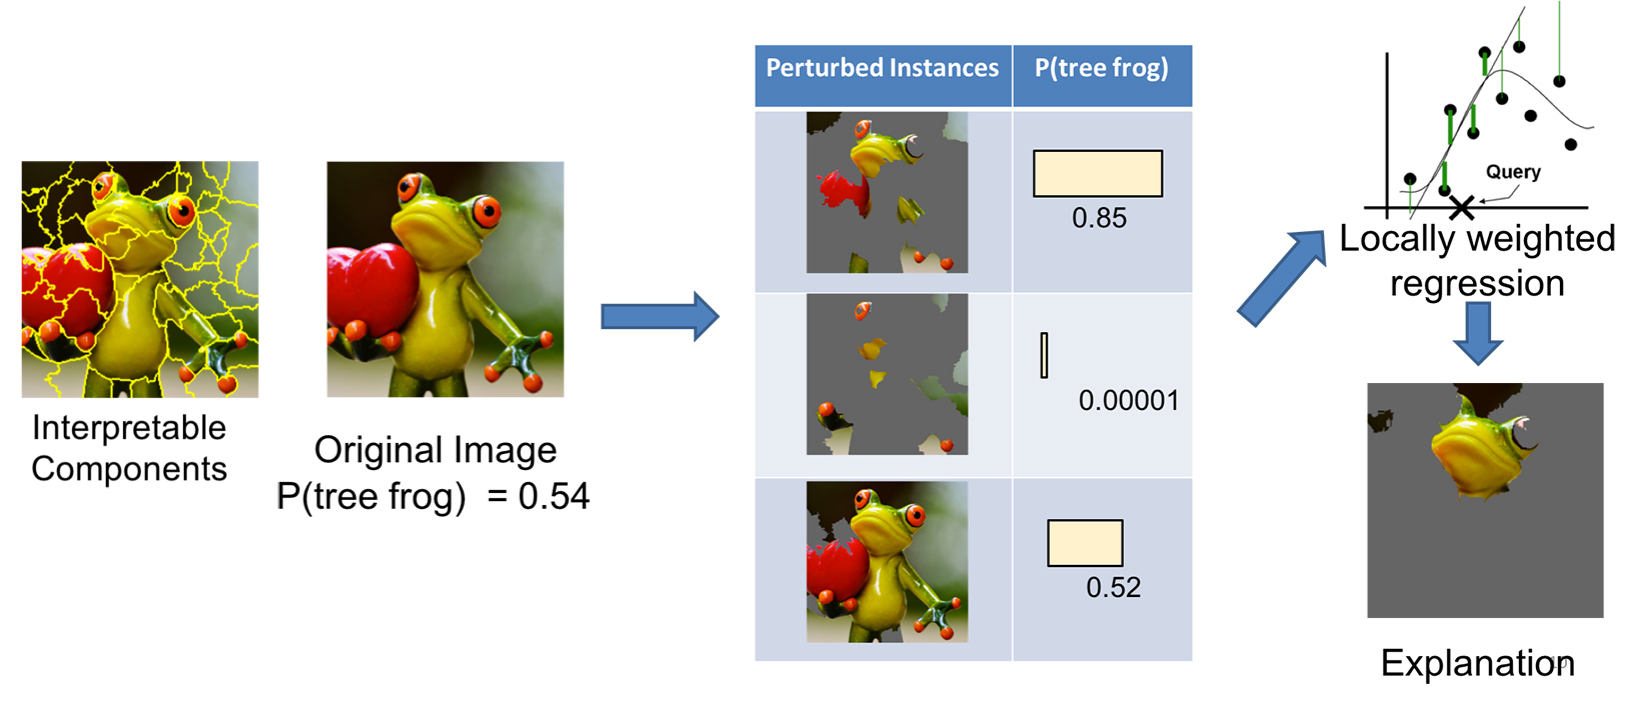 Interpretable
Components
Original Image
P(tree frog) = 0.54
Perturbed Instances
P(tree frog)
0.85
0.00001
0.52
Query
Locally weighted
regression
Explanation